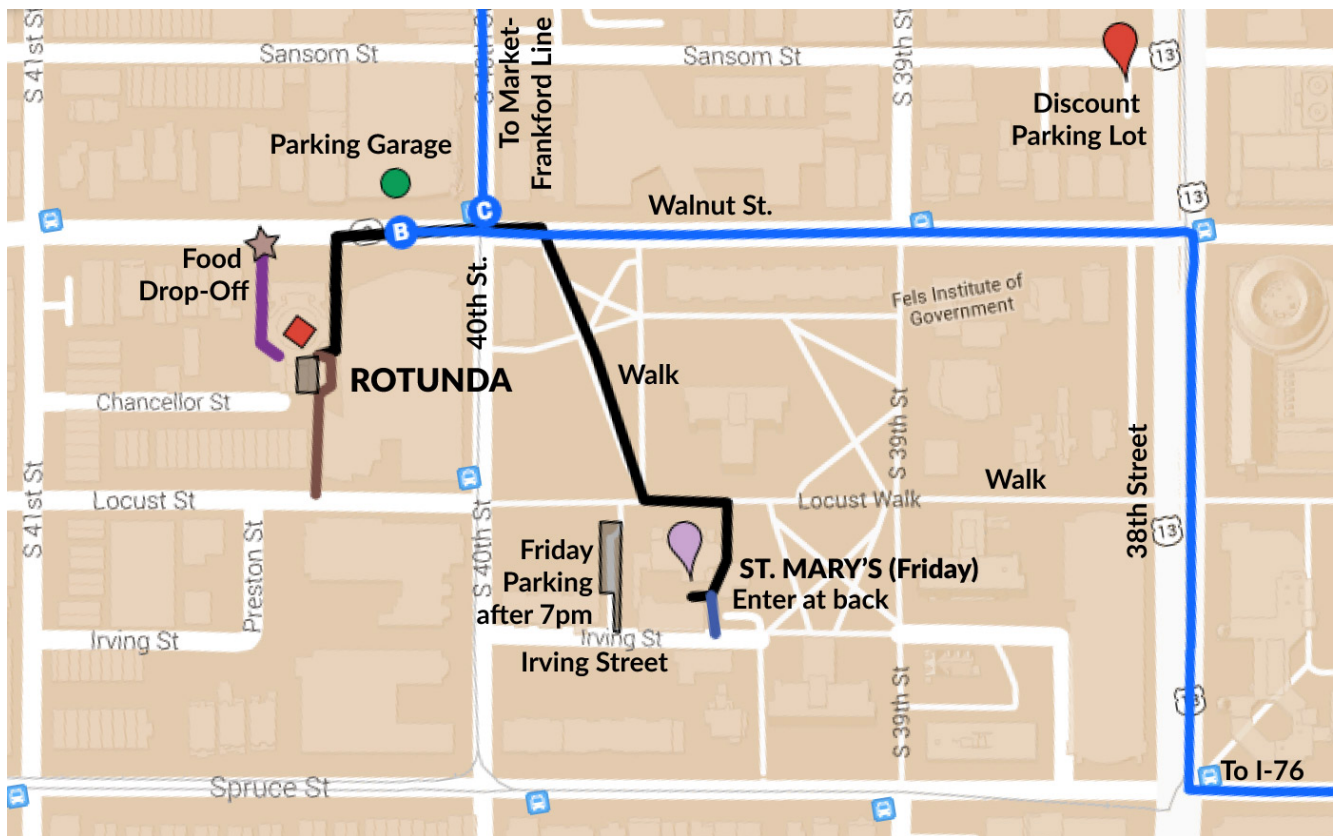 S 41st St
Sansom St
S 40th St
To Market-
Frankford Line
Sansom St
S 39th St
13
Discount
Parking Lot
Parking Garage
13
C
B
Walnut St.
Food
Drop-Off
40th St.
Fels Institute of
Government
ROTUNDA
Walk
Chancellor St
S 39th St
38th Street
Walk
S 41st St
Locust St
Locust Walk
S 40th St
13
Preston St
Friday
Parking
after 7pm
ST. MARY'S (Friday)
Enter at back
Irving St
Irving St
Irving Street
S 39th St
13
To I-76
Spruce St